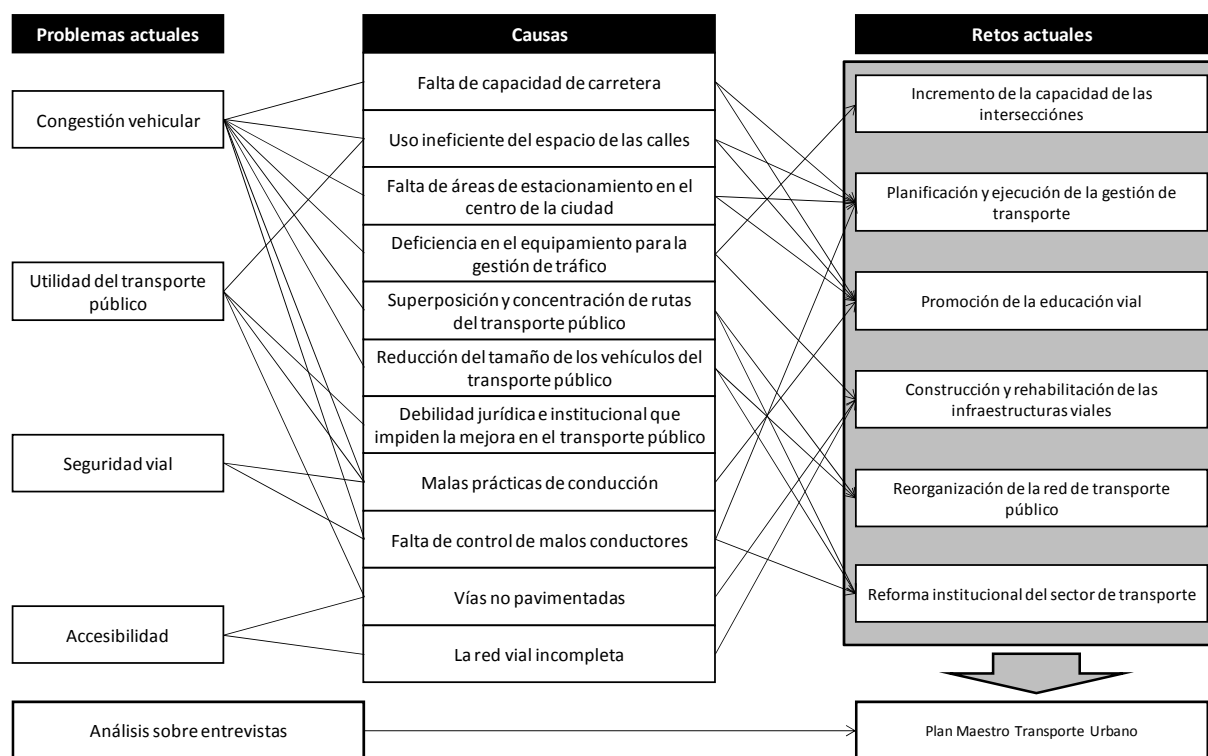 Problemas actuales
Congestión vehicular
Utilidad del transporte
público
Seguridad vial
Accesibilidad
Causas
Falta de capacidad de carretera
Uso ineficiente del espacio de las calles
Falta de áreas de estacionamiento en el
centro de la ciudad
Deficiencia en el equipamiento para la
gestión de tráfico
Superposición y concentración de rutas
del transporte público
Reducción del tamaño de los vehículos del
transporte público
Debilidad jurídica e institucional que
impiden la mejora en el transporte público
Malas prácticas de conducción
Falta de control de malos conductores
Vías no pavimentadas
La red vial incompleta
Retos actuales
Incremento de la capacidad de las
intersecciónes
Planificación y ejecución de la gestión de
transporte
Promoción de la educación vial
Construcción y rehabilitación de las
infraestructuras viales
Reorganización de la red de transporte
público
Reforma institucional del sector de transporte
Análisis sobre entrevistas
Plan Maestro Transporte Urbano